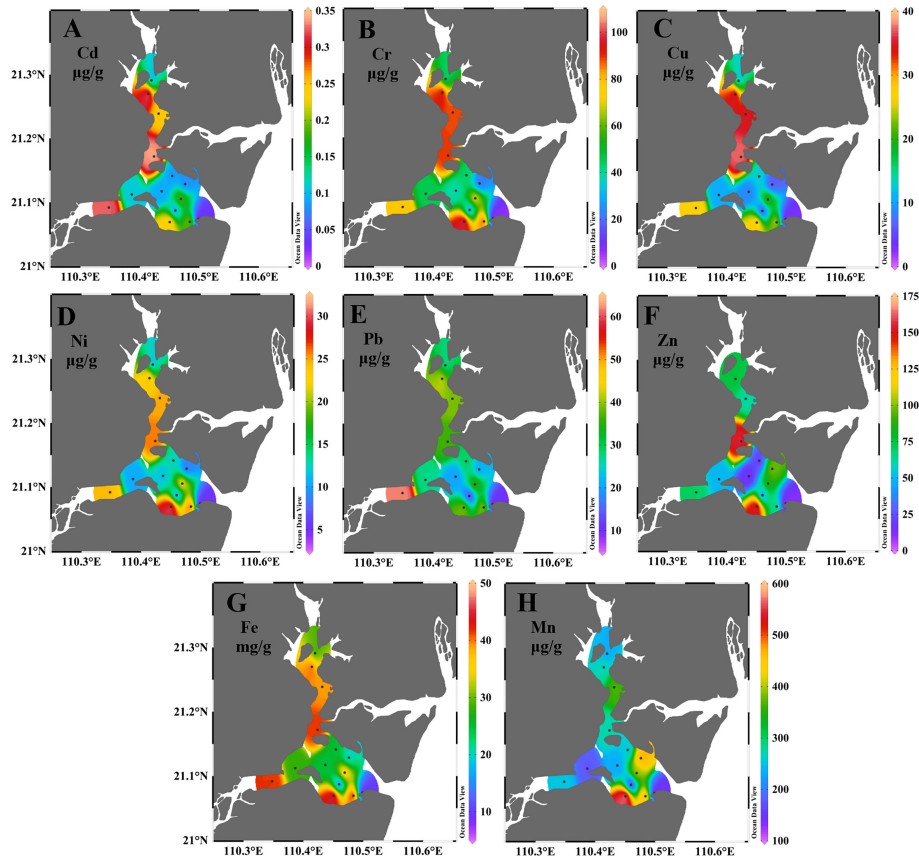 A
Cd
µg/g
21.3°N
21.2°N
21.1°N
21°N
110.3°E 110.4°E 110.5°E 110.6°E
0.35
0.3
0.25
0.2
0.15
0.1
0.05
0
Ocean Data View
B
Cr
µg/g
110.3°E 110.4°E 110.5°E 110.6°E
100
80
60
40
20
0
Ocean Data View
C
Cu
µg/g
110.3°E 110.4°E 110.5°E 110.6°E
40
30
20
10
0
Ocean Data View
D
Ni
µg/g
21.3°N
21.2°N
21.1°N
21°N
110.3°E 110.4°E 110.5°E 110.6°E
30
25
20
15
10
5
Ocean Data View
E
Pb
µg/g
110.3°E 110.4°E 110.5°E 110.6°E
60
50
40
30
20
10
Ocean Data View
F
Zn
µg/g
110.3°E 110.4°E 110.5°E 110.6°E
175
150
125
100
75
50
25
0
Ocean Data View
G
Fe
mg/g
21.3°N
21.2°N
21.1°N
21°N
110.3°E 110.4°E 110.5°E 110.6°E
50
40
30
20
10
Ocean Data View
H
Mn
µg/g
110.3°E 110.4°E 110.5°E 110.6°E
600
500
400
300
200
100
Ocean Data View